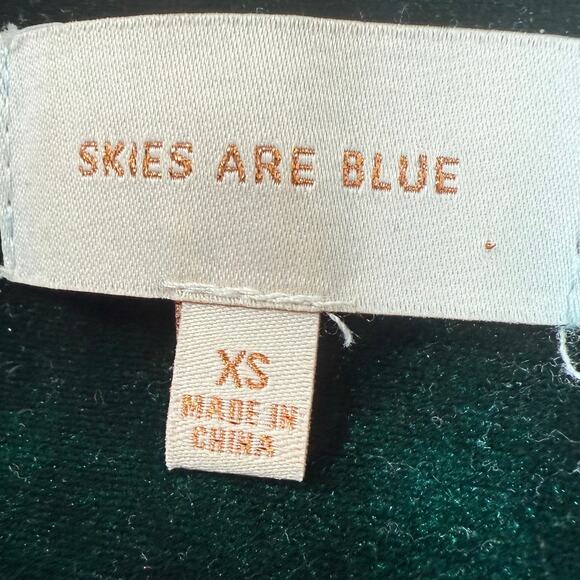 SKIES ARE BLUE
XS
MADE IN
CHINA